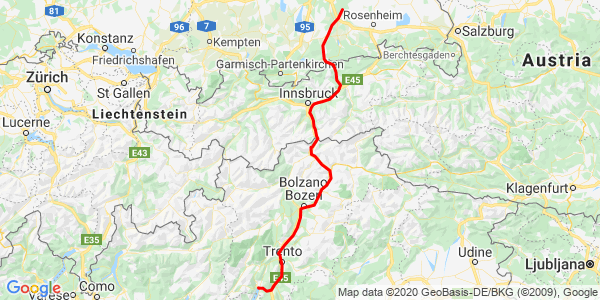 81
96
7
95
Rosenheim
Salzburg
Konstanz
Kempten
Friedrichshafen
Garmisch-Partenkirchen
Berchtesgaden
Austria
Zürich
St Gallen
E45
Innsbruck
Liechtenstein
Lucerne
E43
Bolzano
Bozen
Klagenfurt
E35
Trento
Udine
Ljubljana
E45
Google
Varese
Como
Map data ©2020 GeoBasis-DE/BKG (©2009), Google